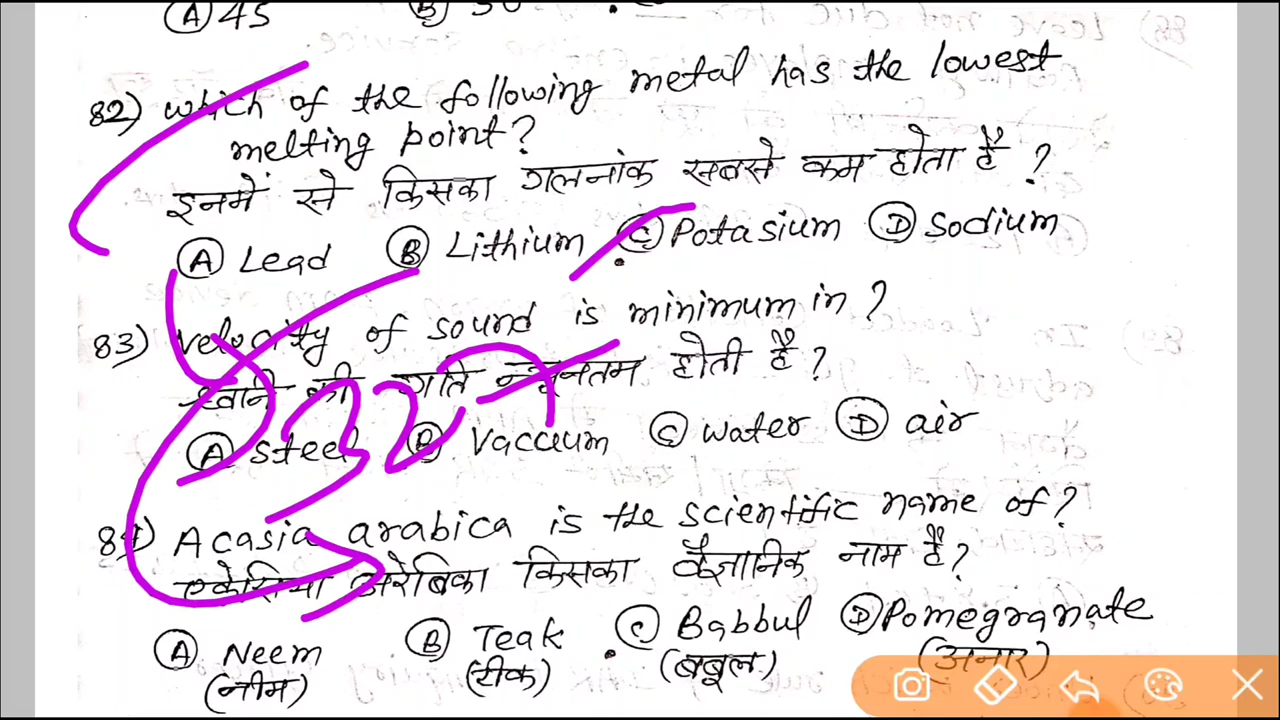 (A) 45
82) which of the following metal has the lowest
melting point?
इनमें से किसका गलनांक सबसे कम होता है ?
(A) Lead (B) Lithium (C) Potasium (D) Sodium
83) velocity of sound is minimum in ?
ध्वनि की गति न्यूनतम होती है ?
(A) Steel (B) Vaccum (C) Water (D) air
327
84) Acasia arabica is the scientific name of ?
एकेसिया अरेबिका किसका वैज्ञानिक नाम है?
(A) Neem (B) Teak (C) Babbul (D) Pomegranate
(नीम) (टीक) (बबूल) (अनार)